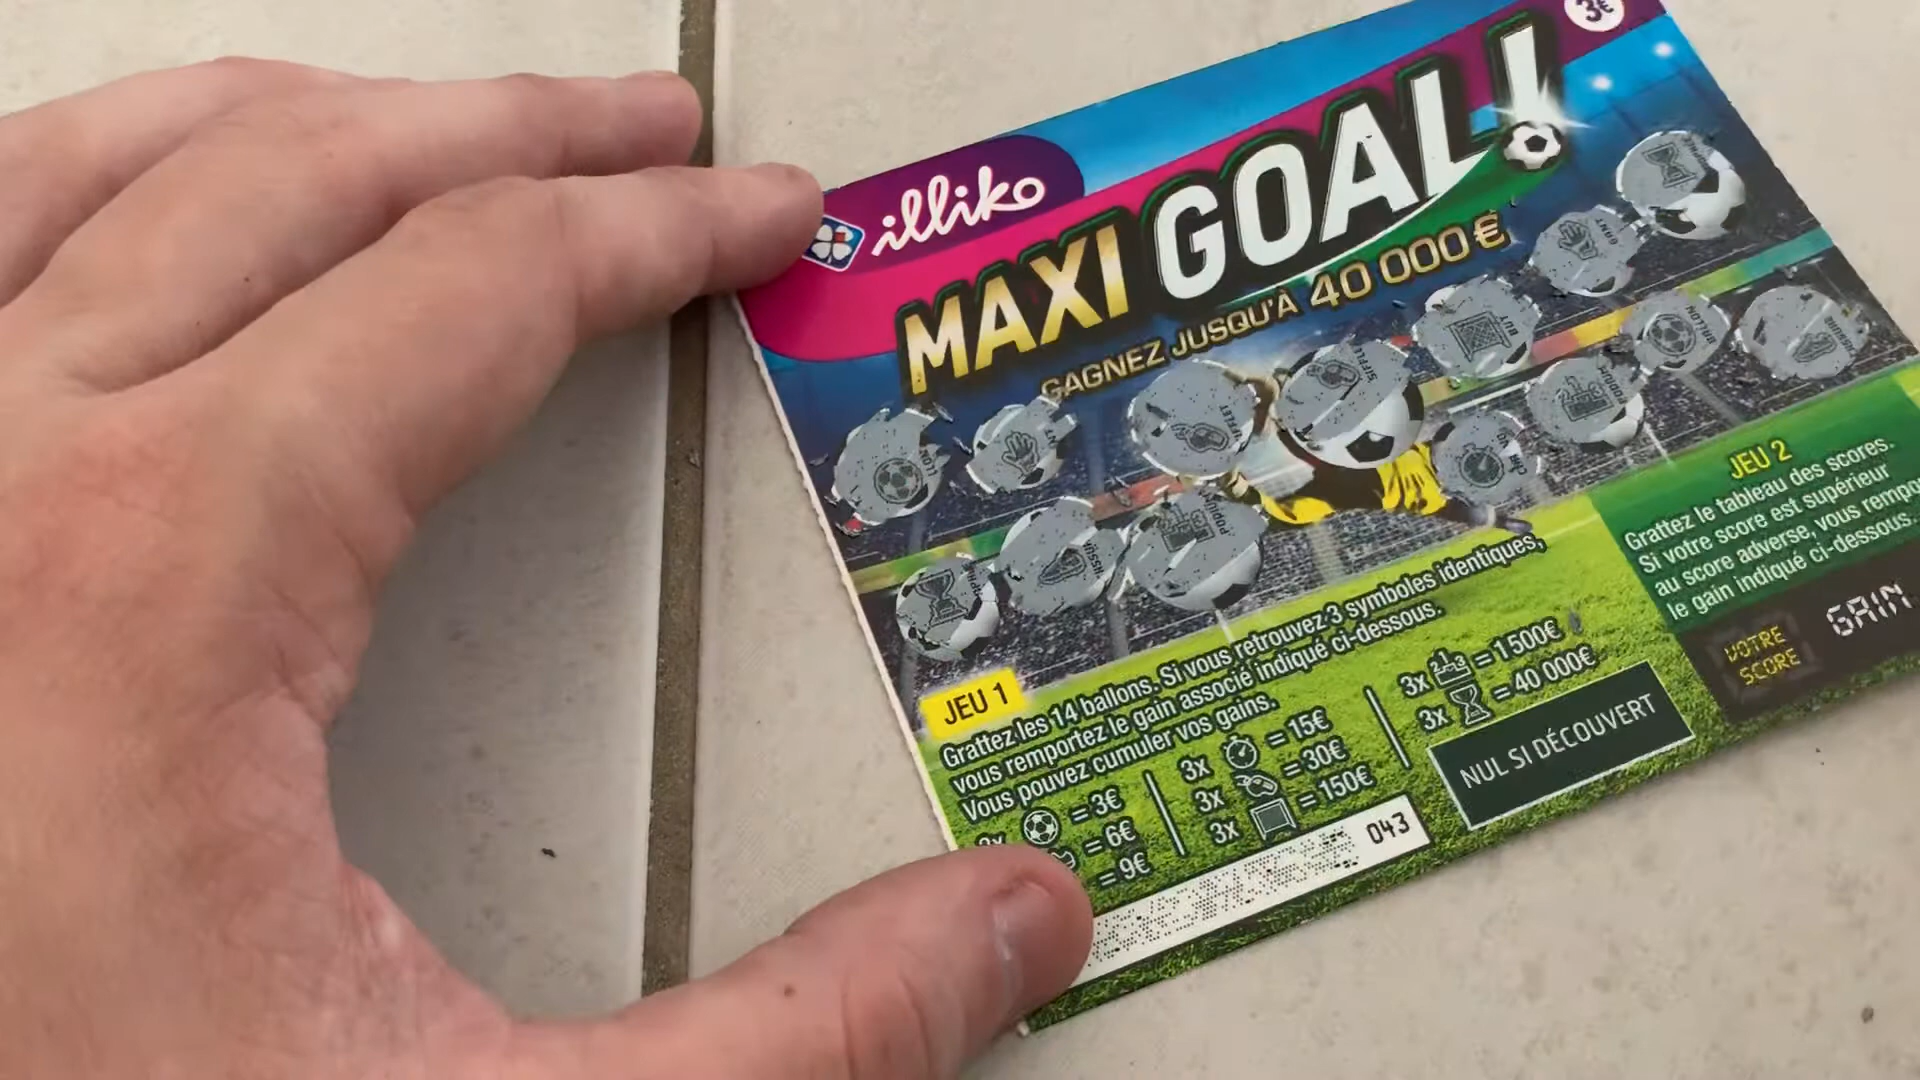 3€
illiko
MAXI GOAL!
GAGNEZ JUSQU'À 40 000 €
GANT
BUT
BALLON
PODIUM
JEU 2
Grattez le tableau des scores.
Si votre score est supérieur
au score adverse, vous rempo
le gain indiqué ci-dessous.
VOTRE
SCORE
GAIN
JEU 1
Grattez les 14 ballons. Si vous retrouvez 3 symboles identiques,
vous remportez le gain associé indiqué ci-dessous.
Vous pouvez cumuler vos gains.
= 3€
= 6€
= 9€
3x = 15€
3x = 30€
3x = 150€
3x = 1 500€
3x = 40 000€
NUL SI DÉCOUVERT
043